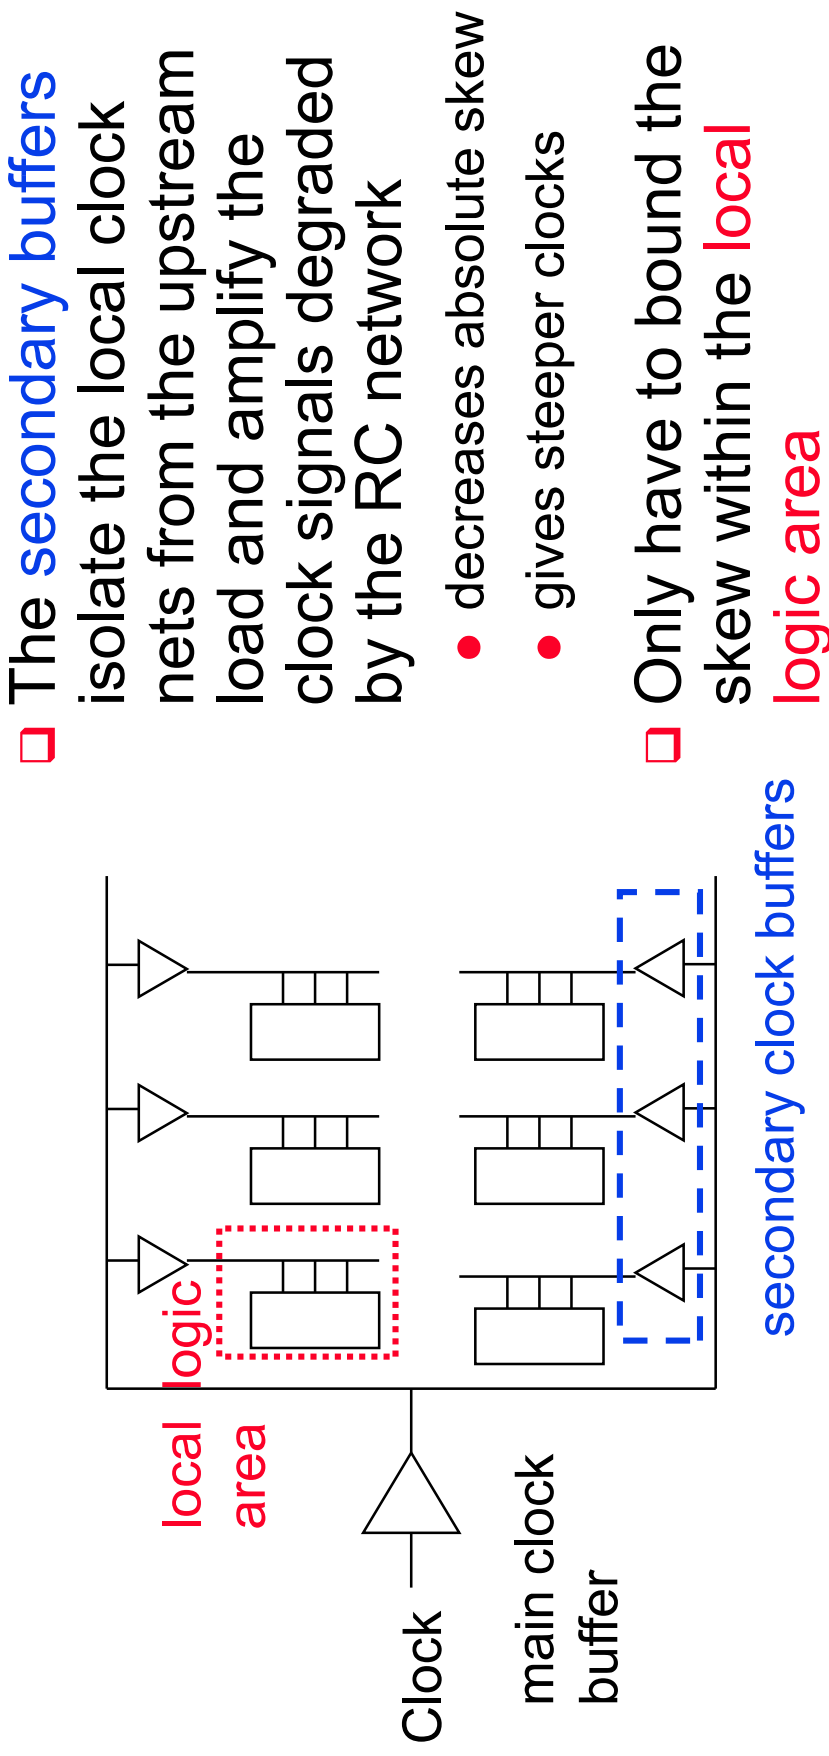 Clock
main clock
buffer
local logic
area
secondary clock buffers
❑ The secondary buffers
isolate the local clock
nets from the upstream
load and amplify the
clock signals degraded
by the RC network
● decreases absolute skew
● gives steeper clocks
❑ Only have to bound the
skew within the local
logic area